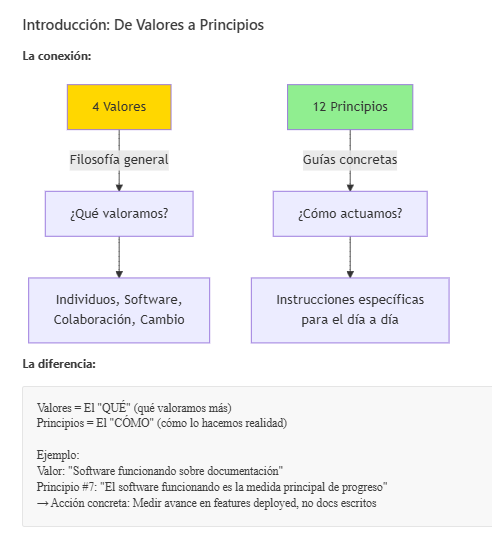 Introducción: De Valores a Principios
La conexión:
4 Valores
12 Principios
Filosofía general
Guías concretas
¿Qué valoramos?
¿Cómo actuamos?
Individuos, Software,
Colaboración, Cambio
Instrucciones específicas
para el día a día
La diferencia:
Valores = El "QUÉ" (qué valoramos más)
Principios = El "CÓMO" (cómo lo hacemos realidad)
Ejemplo:
Valor: "Software funcionando sobre documentación"
Principio #7: "El software funcionando es la medida principal de progreso"
→ Acción concreta: Medir avance en features deployed, no docs escritos